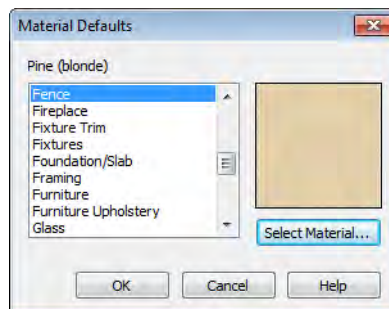 Material Defaults
Pine (blonde)
Fence
Fireplace
Fixture Trim
Fixtures
Foundation/Slab
Framing
Furniture
Furniture Upholstery
Glass
Select Material...
OK Cancel Help